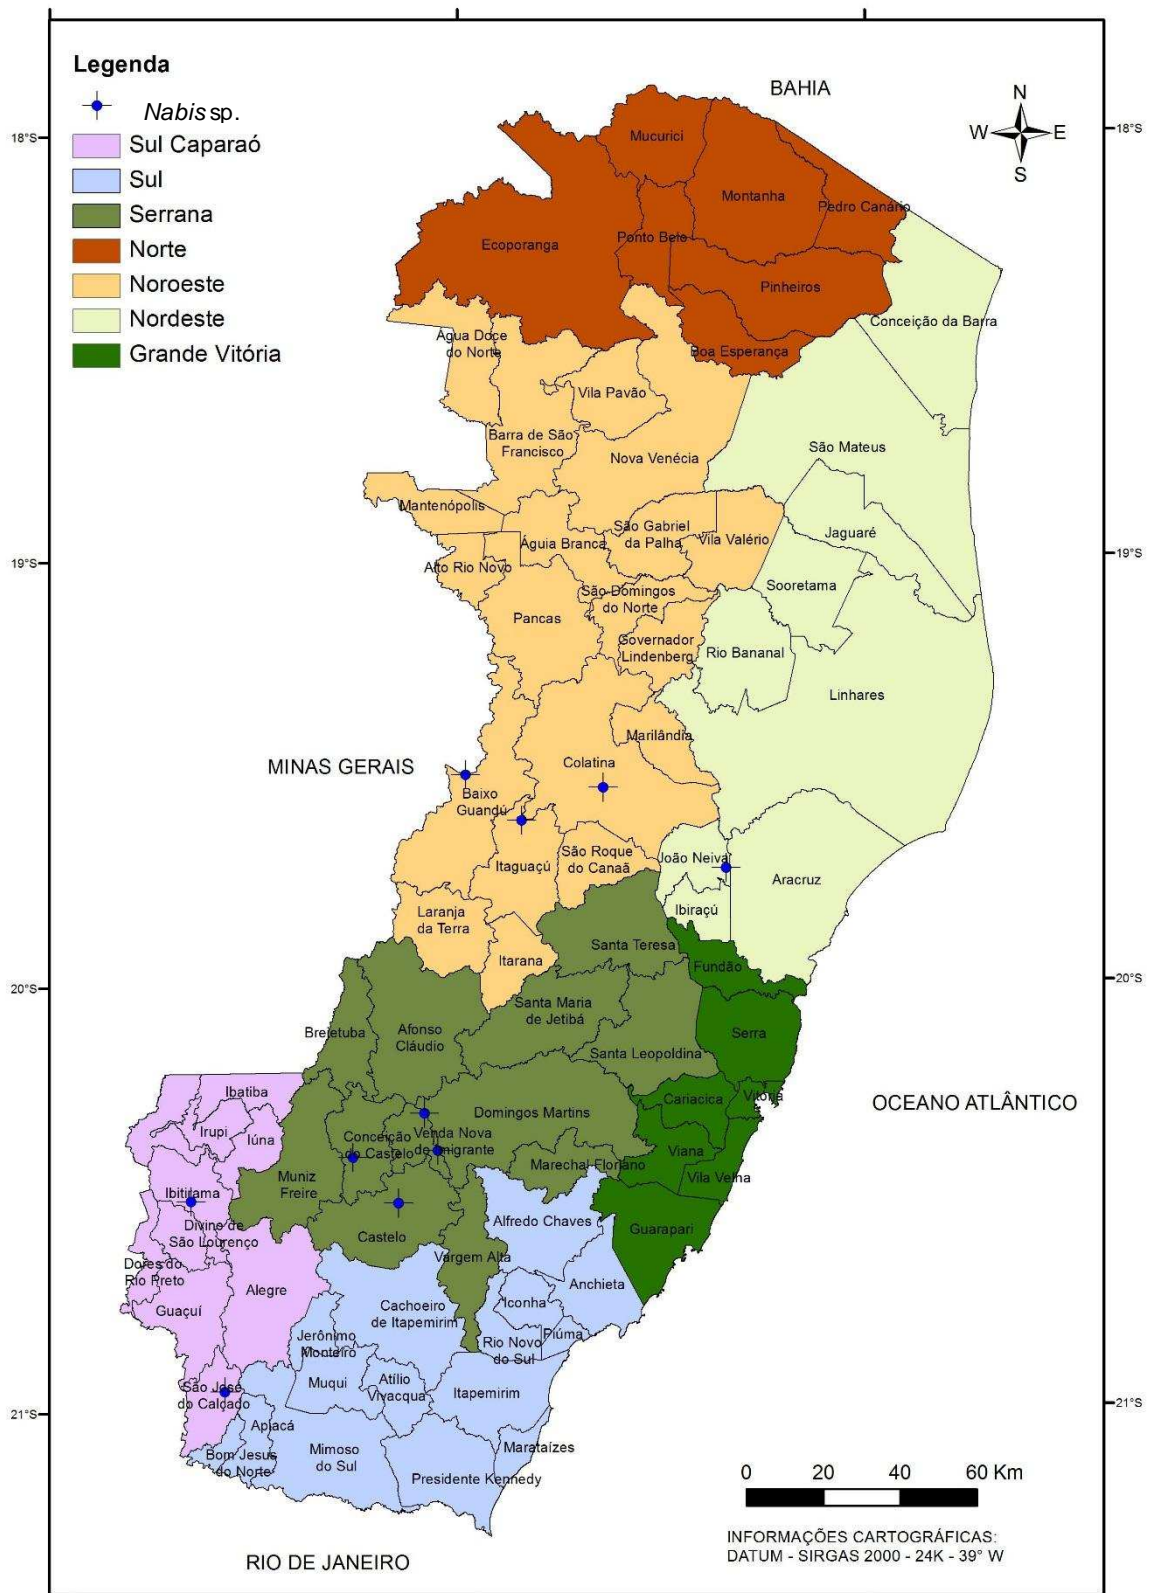 Legenda
Nabis sp.
Sul Caparaó
Sul
Serrana
Norte
Noroeste
Nordeste
Grande Vitória
BAHIA
N
W E
S
18°S
18°S
Mucurici
Montanha
Pedro Canário
Ecoporanga
Ponto Belo
Pinheiros
Conceição da Barra
Água Doce
do Norte
Boa Esperança
Vila Pavão
Barra de São
Francisco
Nova Venécia
São Mateus
Mantenópolis
São Gabriel
da Palha
Águia Branca
Vila Valério
Jaguaré
19°S
19°S
Alto Rio Novo
São Domingos
do Norte
Sooretama
Pancas
Governador
Lindenberg
Rio Bananal
Linhares
Marilândia
MINAS GERAIS
Colatina
Baixo
Guandú
Itaguaçú
São Roque
do Canaã
João Neiva
Aracruz
Ibiraçú
Laranja
da Terra
Itarana
Santa Teresa
Fundão
20°S
20°S
Santa Maria
de Jetibá
Brejetuba
Afonso
Cláudio
Serra
Santa Leopoldina
Ibatiba
Cariacica
Vitória
OCEANO ATLÂNTICO
Irupi
Iúna
Domingos Martins
Conceição
do Castelo
Venda Nova
do Imigrante
Viana
Marechal Floriano
Vila Velha
Muniz
Freire
Ibitirama
Divino de
São Lourenço
Castelo
Alfredo Chaves
Guarapari
Vargem Alta
Dores do
Rio Preto
Alegre
Anchieta
Guaçuí
Cachoeiro
de Itapemirim
Iconha
Jerônimo
Monteiro
Rio Novo
do Sul
Piúma
São José
do Calçado
Muqui
Atílio
Vivacqua
Itapemirim
21°S
21°S
Apiacá
Bom Jesus
do Norte
Mimoso
do Sul
Marataízes
Presidente Kennedy
0 20 40 60 Km
INFORMAÇÕES CARTOGRÁFICAS:
DATUM - SIRGAS 2000 - 24K - 39° W
RIO DE JANEIRO